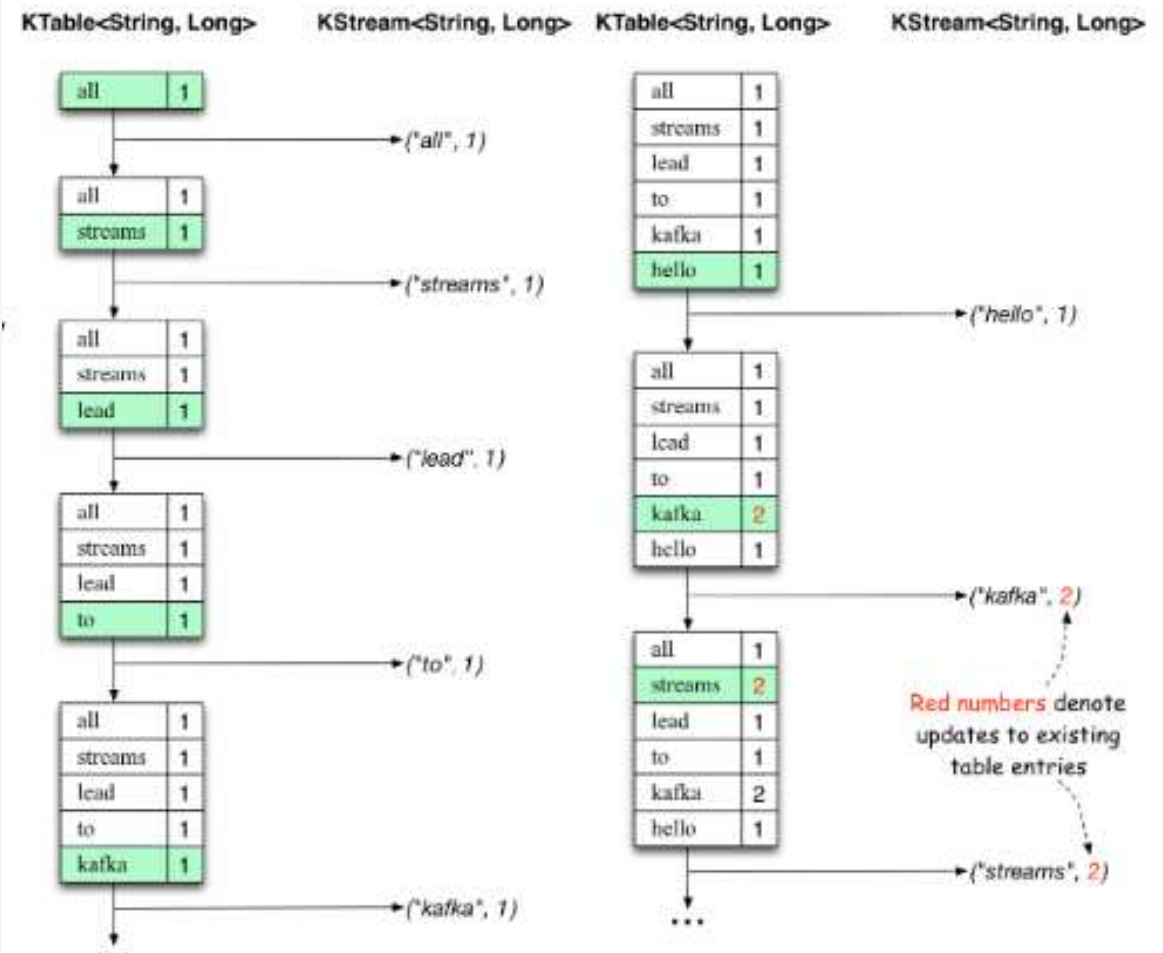 KTable<String, Long>
KStream<String, Long>
all 1
("all", 1)
all 1
streams 1
("streams", 1)
all 1
streams 1
lead 1
("lead", 1)
all 1
streams 1
lead 1
to 1
("to", 1)
all 1
streams 1
lead 1
to 1
kafka 1
("kafka", 1)
KTable<String, Long>
KStream<String, Long>
all 1
streams 1
lead 1
to 1
kafka 1
hello 1
("hello", 1)
all 1
streams 1
lead 1
to 1
kafka 2
hello 1
("kafka", 2)
all 1
streams 2
lead 1
to 1
kafka 2
hello 1
Red numbers denote
updates to existing
table entries
("streams", 2)
...